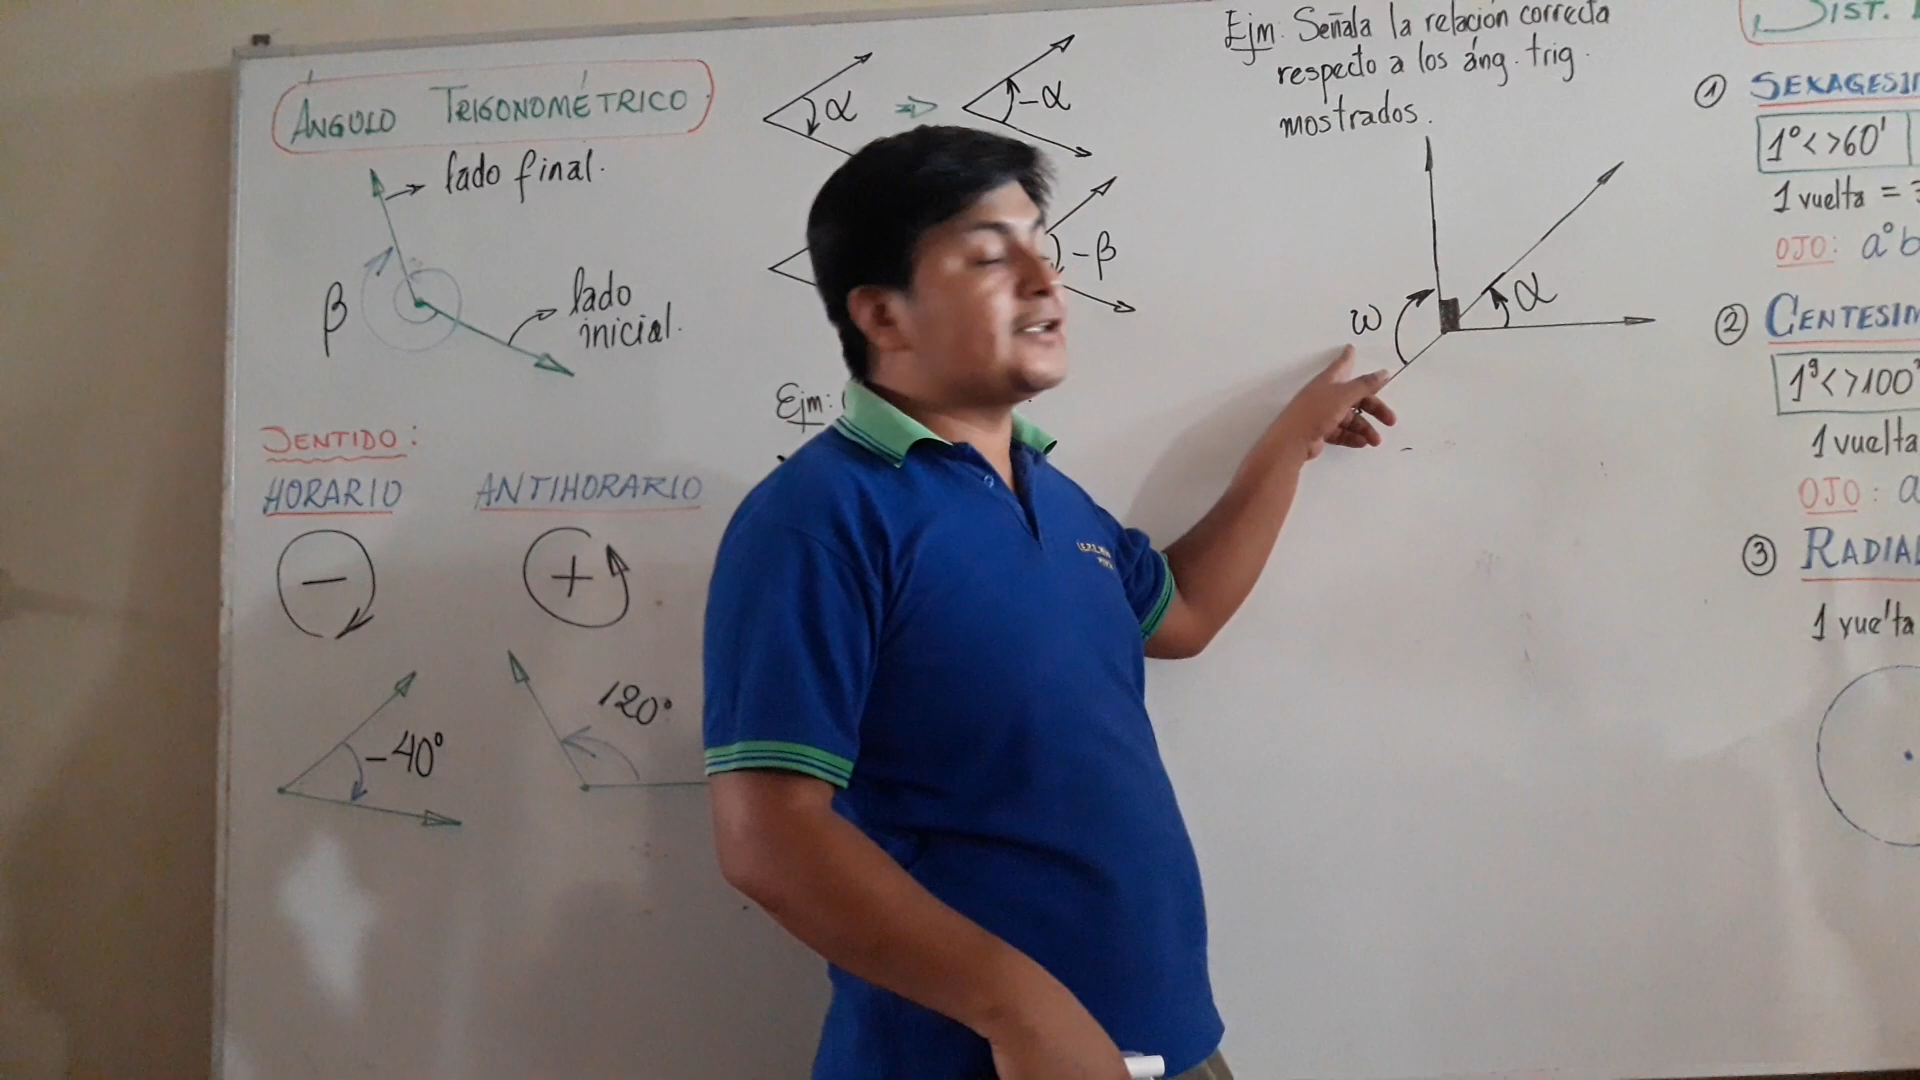 ÁNGULO TRIGONOMÉTRICO
lado final.
β
lado
inicial.
SENTIDO:
HORARIO
ANTIHORARIO
−
+
−40°
120°
α
⇒
−α
−β
Ejm:
Ejm: Señala la relación correcta
respecto a los áng. trig.
mostrados.
ω
α
SIST.
① SEXAGESI
1° < > 60'
1 vuelta =
OJO: a°b
② CENTESIM
1g < > 100
1 vuelta
OJO: a
③ RADIA
1 vuelta